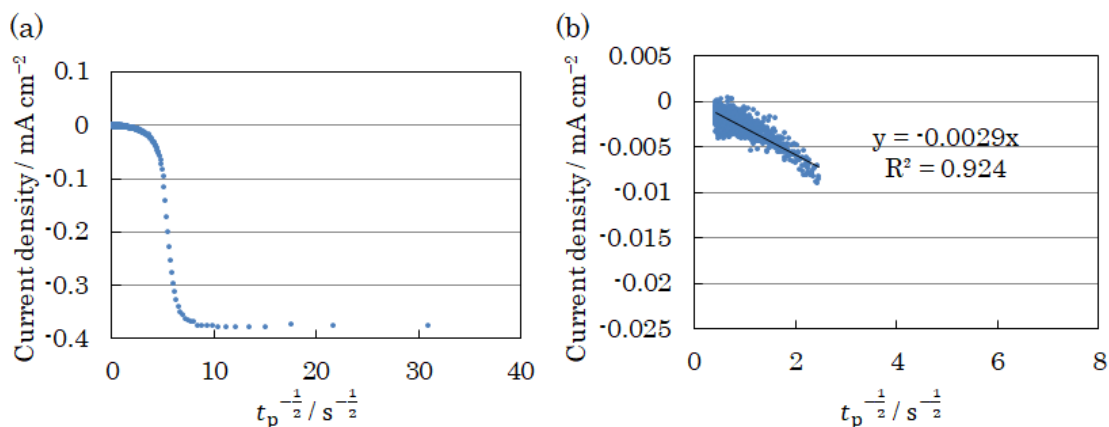 (a)
Current density / mA cm⁻²
0.1
0
-0.1
-0.2
-0.3
-0.4
0 10 20 30 40
tₚ^{-1/2} / s^{-1/2}
(b)
Current density / mA cm⁻²
0.005
0
-0.005
-0.01
-0.015
-0.02
-0.025
0 2 4 6 8
tₚ^{-1/2} / s^{-1/2}
y = -0.0029x
R² = 0.924